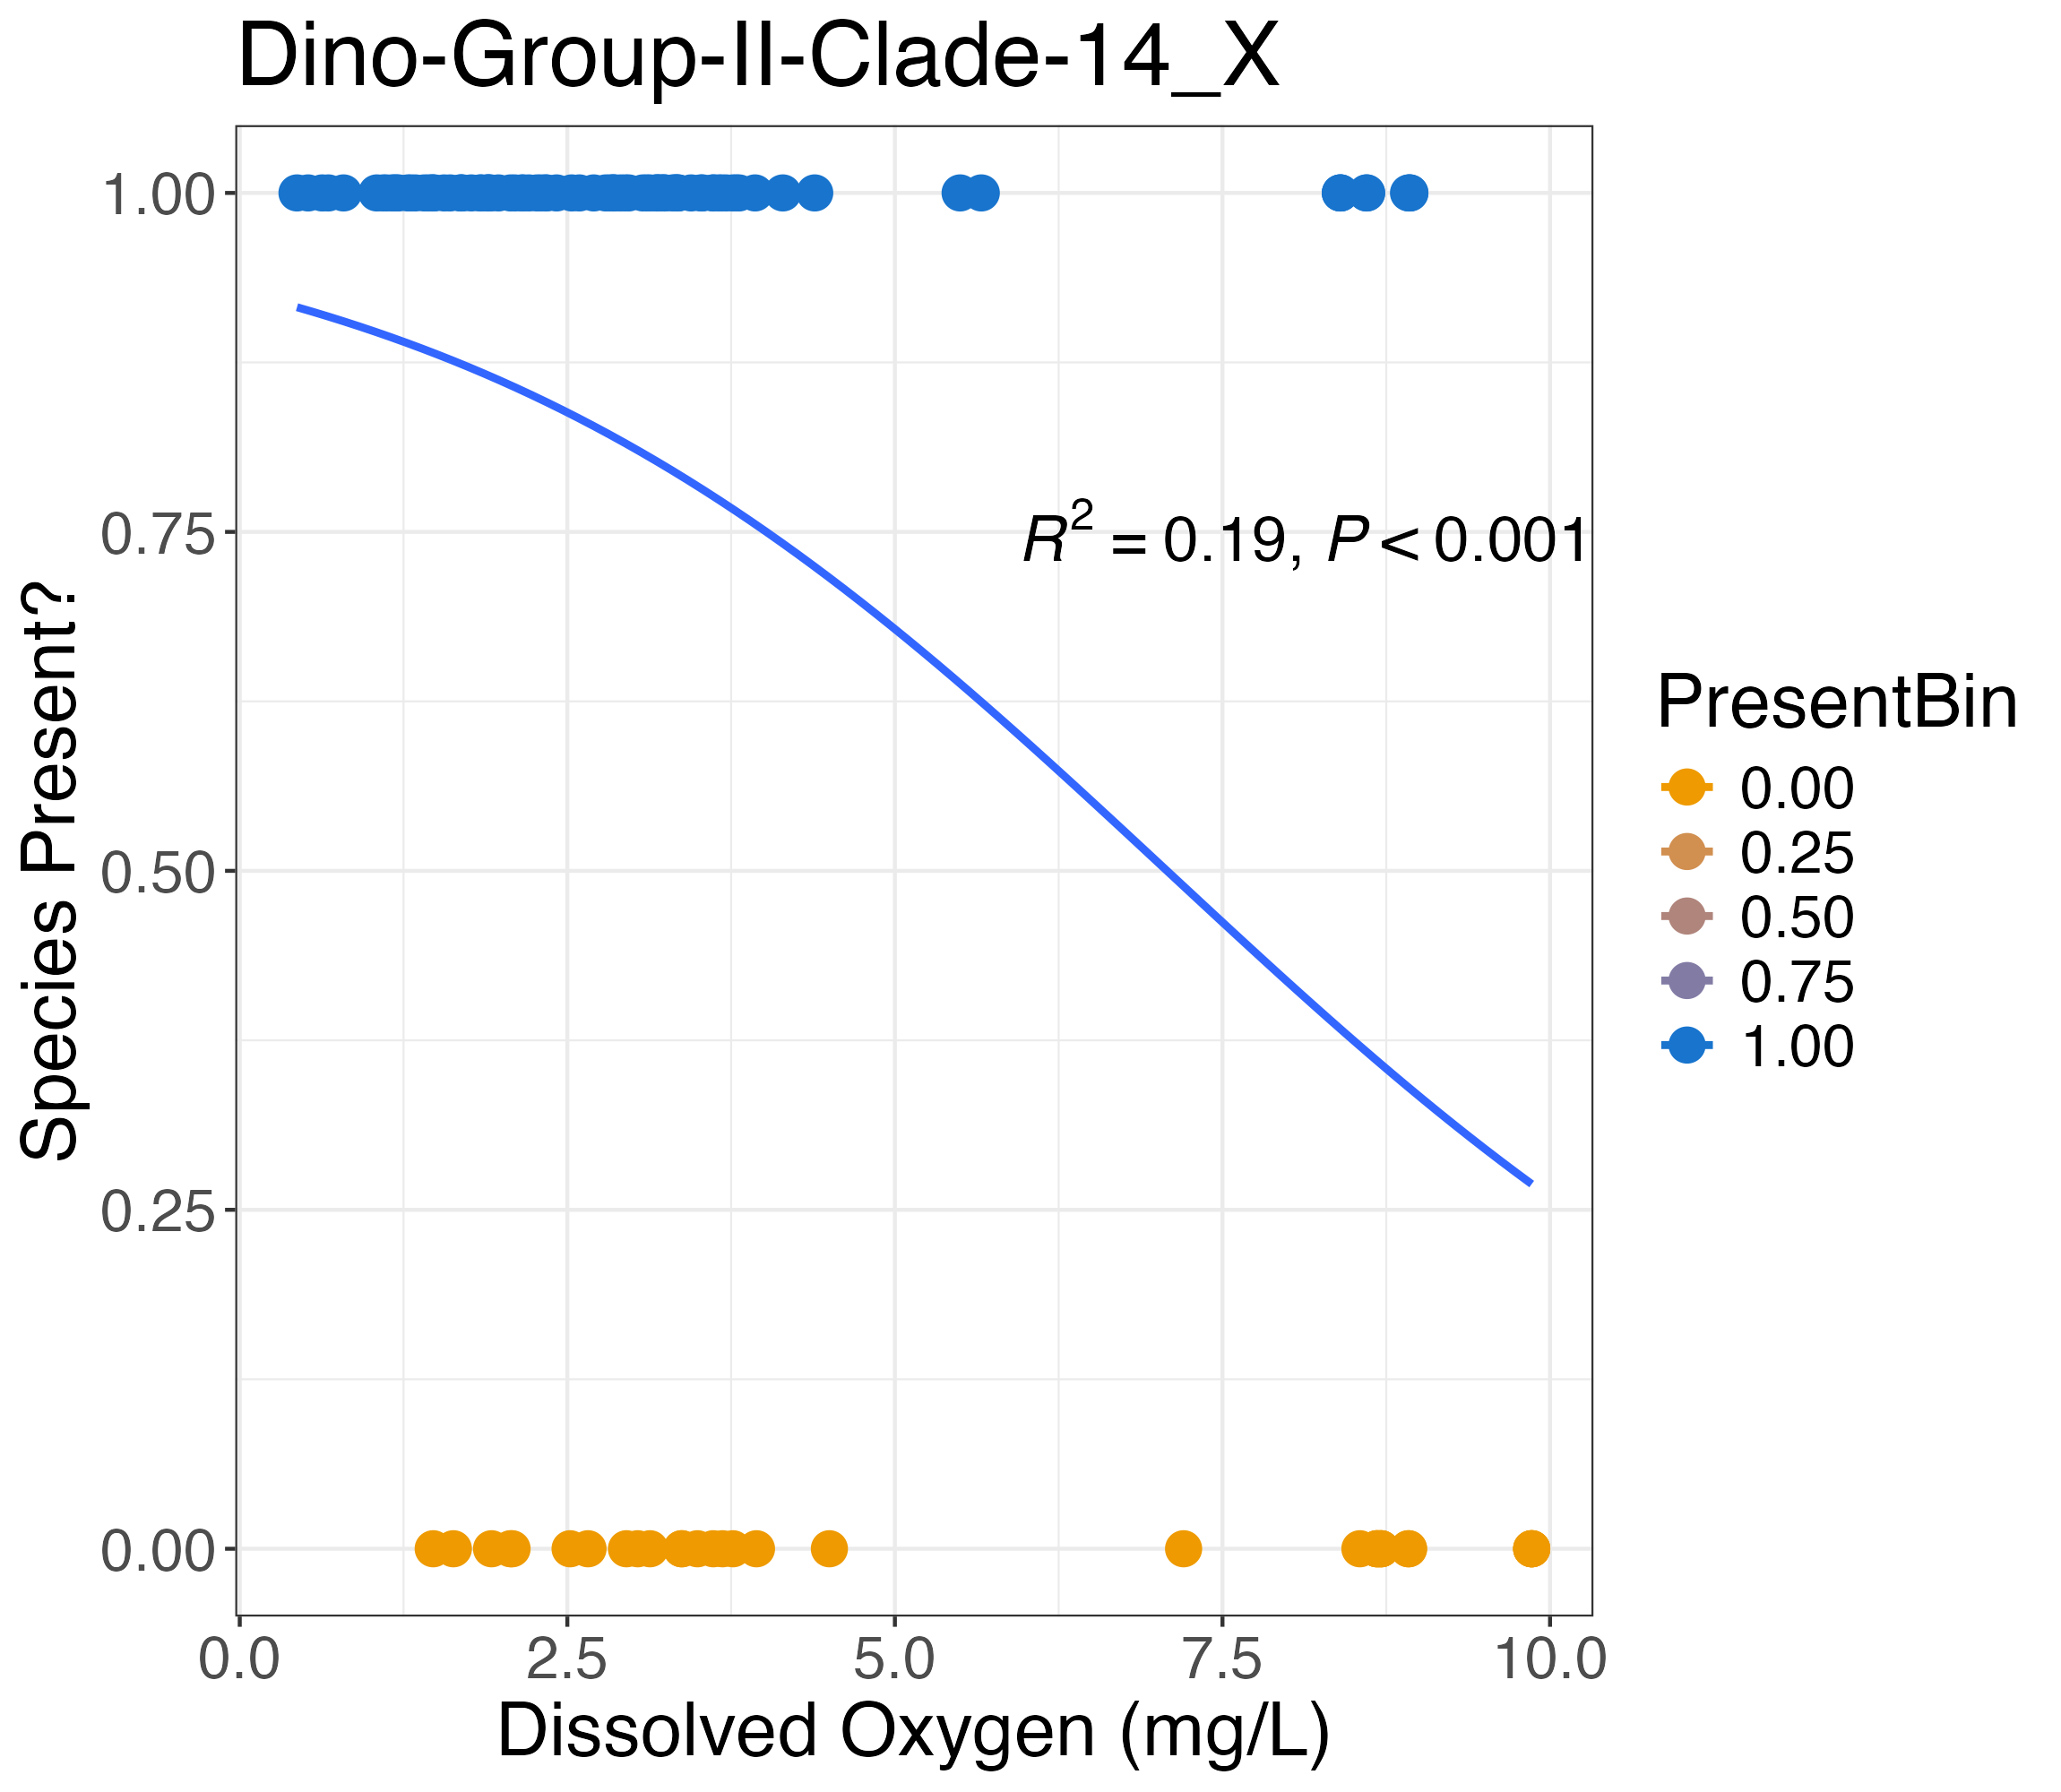 Dino-Group-II-Clade-14_X
1.00
0.75
0.50
0.25
0.00
Species Present?
R² = 0.19, P < 0.001
0.0 2.5 5.0 7.5 10.0
Dissolved Oxygen (mg/L)
PresentBin
0.00
0.25
0.50
0.75
1.00